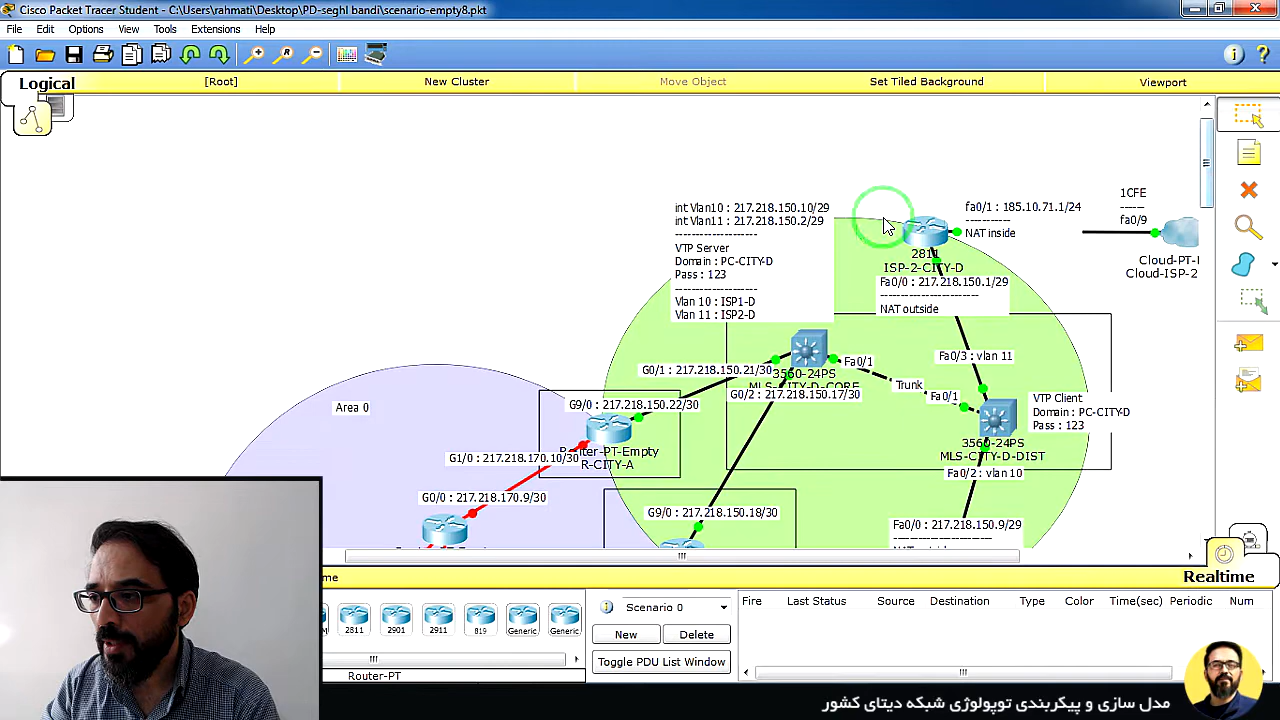 Cisco Packet Tracer Student - C:\Users\rahmati\Desktop\PD-seghl bandi\scenario-empty8.pkt
File Edit Options View Tools Extensions Help
Logical [Root] New Cluster Move Object Set Tiled Background Viewport
int Vlan10 : 217.218.150.10/29
int Vlan11 : 217.218.150.2/29
-------------------
VTP Server
Domain : PC-CITY-D
Pass : 123
-------------------
Vlan 10 : ISP1-D
Vlan 11 : ISP2-D
fa0/1 : 185.10.71.1/24
-----------
NAT inside
1CFE
------
fa0/9
2811
ISP-2-CITY-D
Cloud-PT-
Cloud-ISP-2
Fa0/0 : 217.218.150.1/29
-----------------------
NAT outside
G0/1 : 217.218.150.21/30
3560-24PS
MLS-CITY-D-CORE
Fa0/1
Trunk
Fa0/1
Fa0/3 : vlan 11
G0/2 : 217.218.150.17/30
VTP Client
Domain : PC-CITY-D
Pass : 123
3560-24PS
MLS-CITY-D-DIST
Fa0/2 : vlan 10
Area 0
G9/0 : 217.218.150.22/30
Router-PT-Empty
R-CITY-A
G1/0 : 217.218.170.10/30
G0/0 : 217.218.170.9/30
G9/0 : 217.218.150.18/30
Fa0/0 : 217.218.150.9/29
-----------------------
Realtime
2811 2901 2911 819 Generic Generic
Router-PT
Scenario 0
New Delete
Toggle PDU List Window
Fire Last Status Source Destination Type Color Time(sec) Periodic Num
مدل سازی و پیکربندی توپولوژی شبکه دیتای کشور